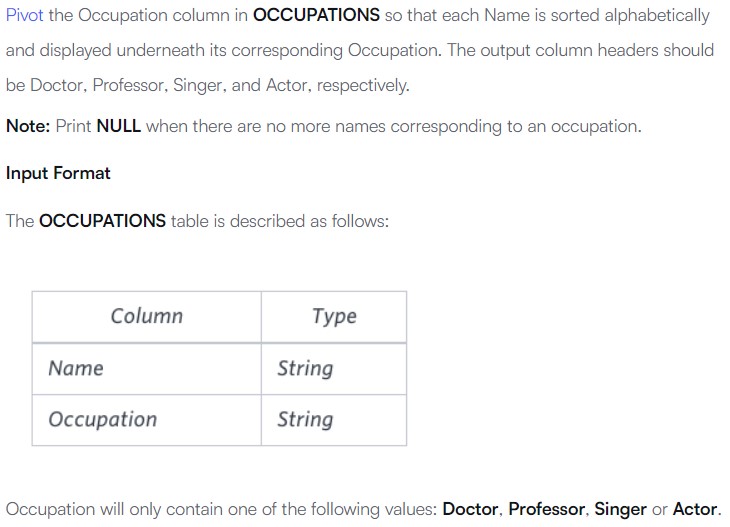 Pivot the Occupation column in OCCUPATIONS so that each Name is sorted alphabetically
and displayed underneath its corresponding Occupation. The output column headers should
be Doctor, Professor, Singer, and Actor, respectively.
Note: Print NULL when there are no more names corresponding to an occupation.
Input Format
The OCCUPATIONS table is described as follows:
Column Type
Name String
Occupation String
Occupation will only contain one of the following values: Doctor, Professor, Singer or Actor.